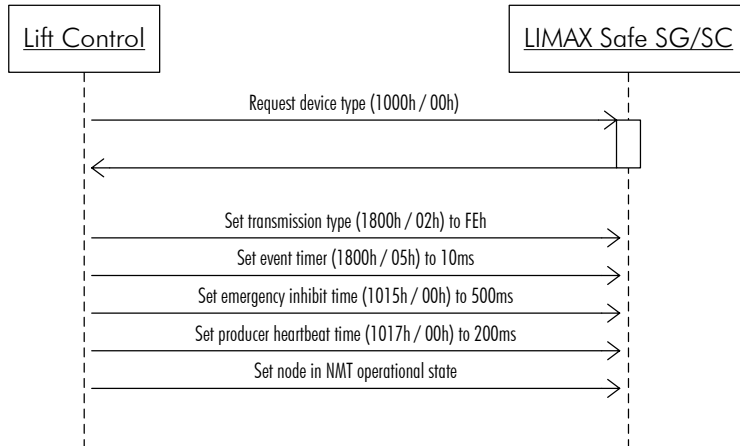 Lift Control
LIMAX Safe SG/SC
Request device type (1000h / 00h)
Set transmission type (1800h / 02h) to FEh
Set event timer (1800h / 05h) to 10ms
Set emergency inhibit time (1015h / 00h) to 500ms
Set producer heartbeat time (1017h / 00h) to 200ms
Set node in NMT operational state